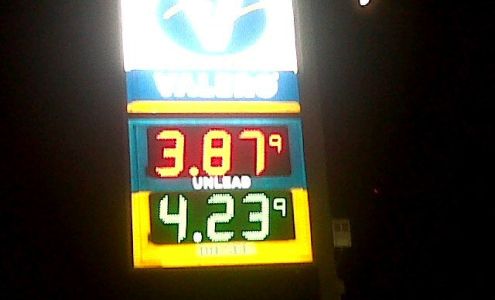 VALERO
3.87⁹
UNLEAD
4.23⁹